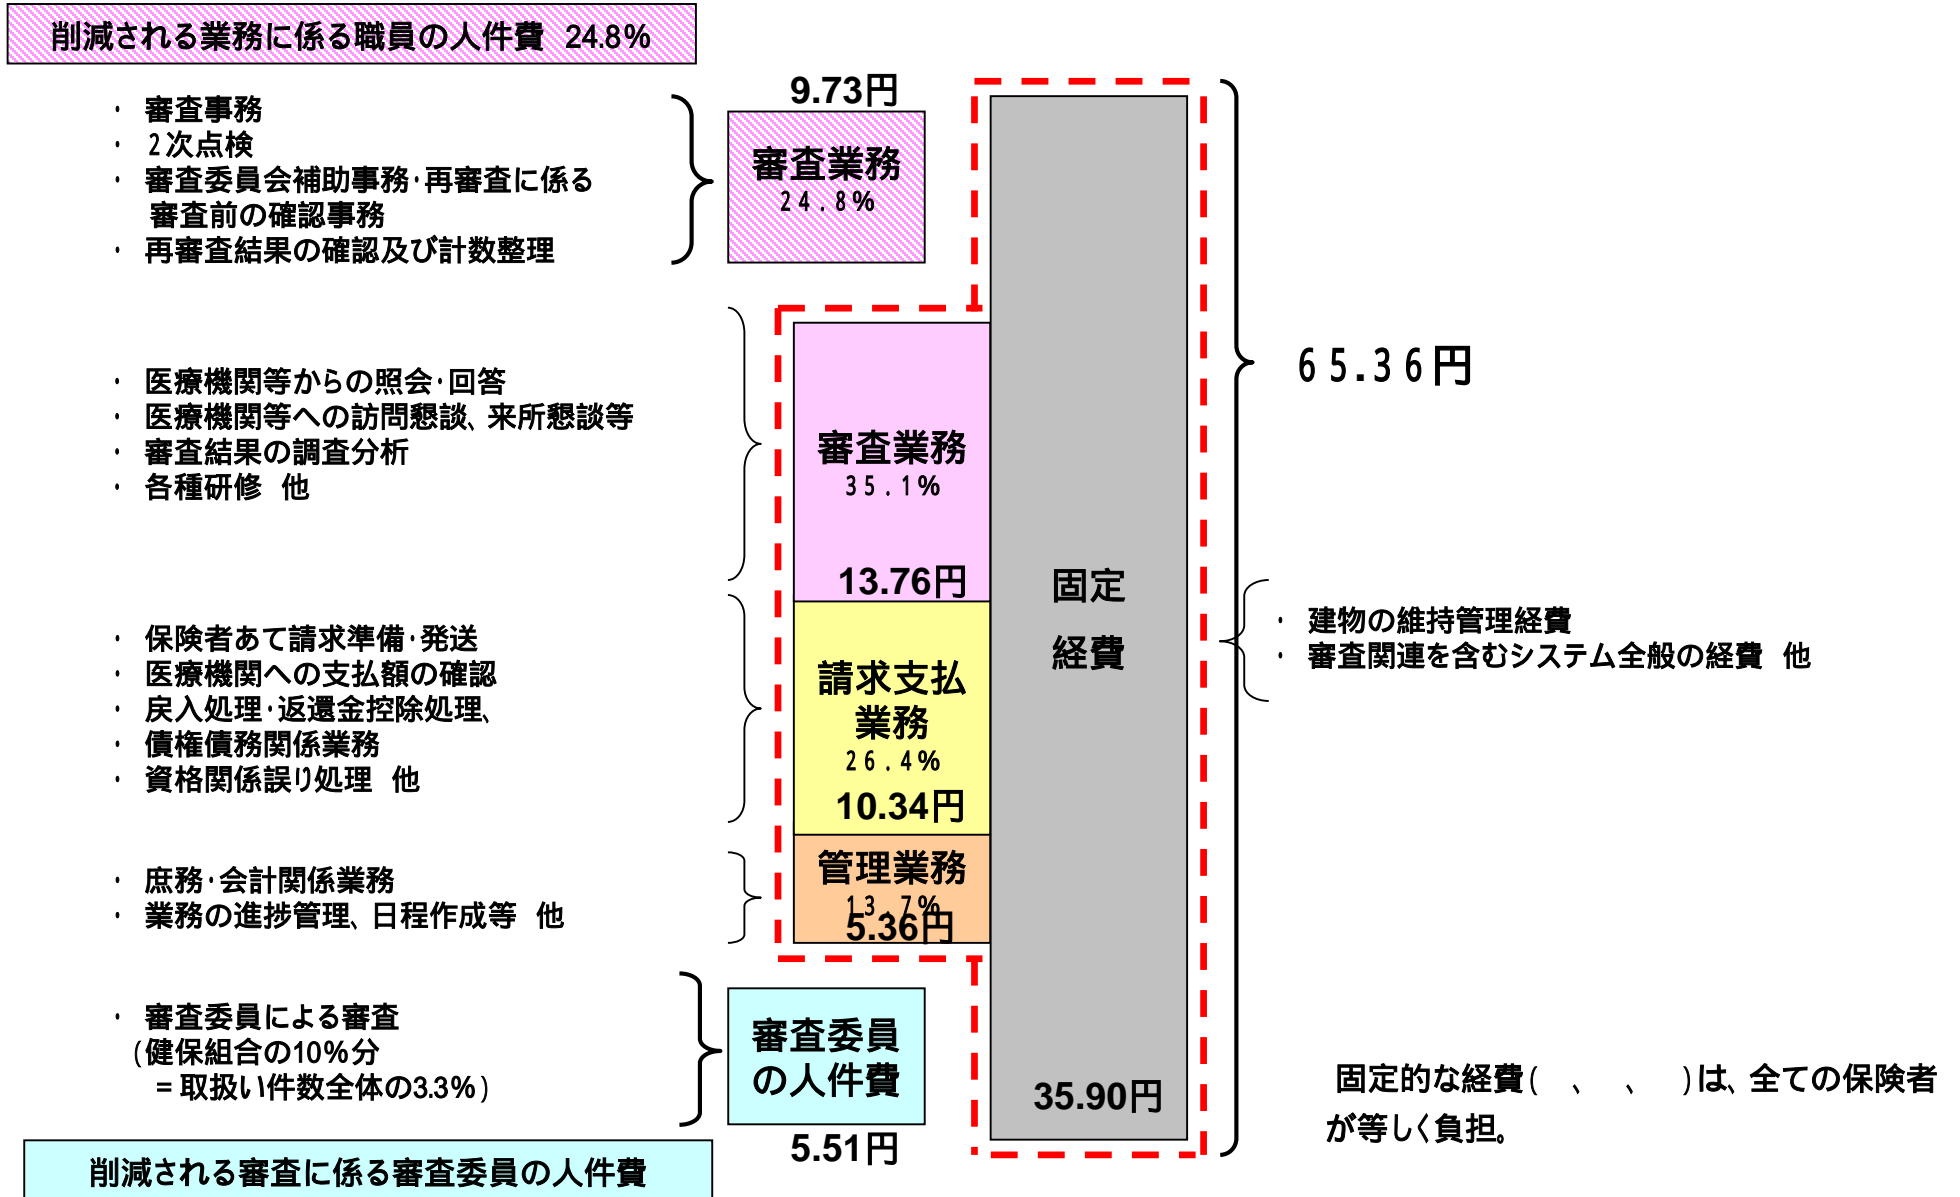 削減される業務に係る職員の人件費 24.8%
・ 審査事務
・ 2次点検
・ 審査委員会補助事務・再審査に係る
審査前の確認事務
・ 再審査結果の確認及び計数整理
9.73円
審査業務
24.8%
・ 医療機関等からの照会・回答
・ 医療機関等への訪問懇談、来所懇談等
・ 審査結果の調査分析
・ 各種研修 他
審査業務
35.1%
13.76円
・ 保険者あて請求準備・発送
・ 医療機関への支払額の確認
・ 戻入処理・返還金控除処理、
・ 債権債務関係業務
・ 資格関係誤り処理 他
請求支払
業務
26.4%
10.34円
・ 庶務・会計関係業務
・ 業務の進捗管理、日程作成等 他
管理業務
13.7%
5.36円
・ 審査委員による審査
(健保組合の10%分
=取扱い件数全体の3.3%)
審査委員
の人件費
5.51円
削減される審査に係る審査委員の人件費
固定
経費
35.90円
65.36円
・ 建物の維持管理経費
・ 審査関連を含むシステム全般の経費 他
固定的な経費( 、 、 )は、全ての保険者
が等しく負担。